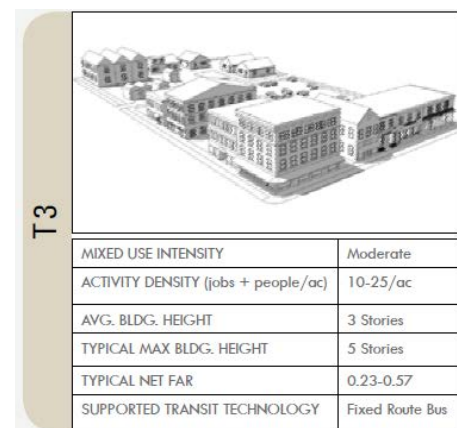 T3
MIXED USE INTENSITY Moderate
ACTIVITY DENSITY (jobs + people/ac) 10-25/ac
AVG. BLDG. HEIGHT 3 Stories
TYPICAL MAX BLDG. HEIGHT 5 Stories
TYPICAL NET FAR 0.23-0.57
SUPPORTED TRANSIT TECHNOLOGY Fixed Route Bus